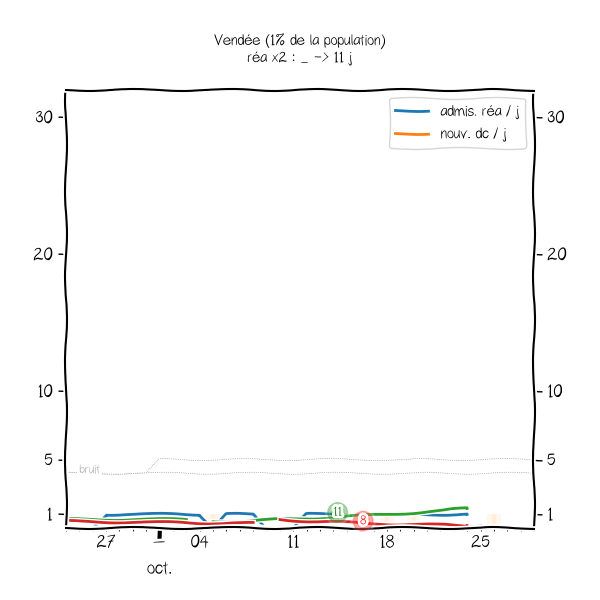 Vendée (1% de la population)
réa x2 : _ -> 11 j
admis. réa / j
nouv. dc / j
30
30
20
20
10
10
5
5
bruit
1
1
11
8
27
04
11
18
25
oct.